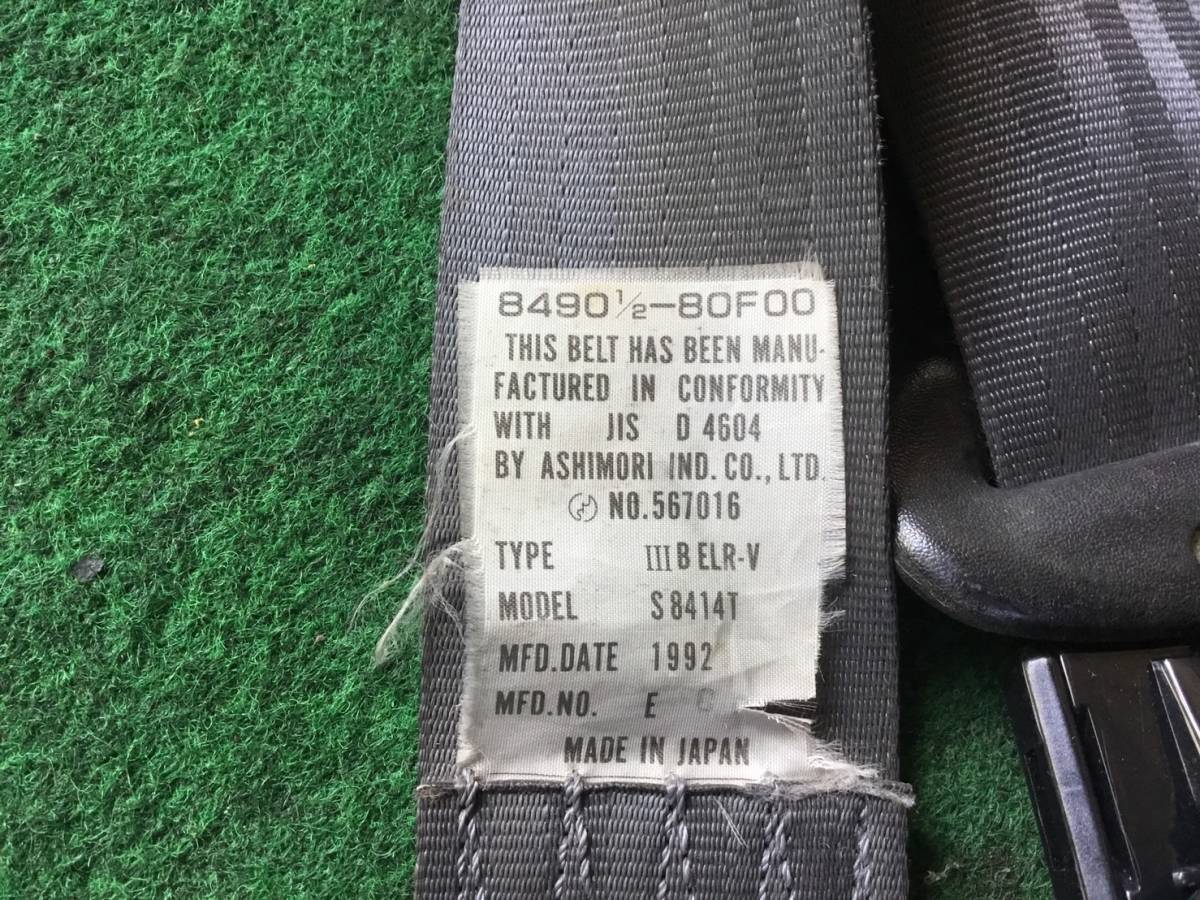 8490½-80F00
THIS BELT HAS BEEN MANU-
FACTURED IN CONFORMITY
WITH JIS D 4604
BY ASHIMORI IND. CO., LTD.
NO.567016
TYPE III B ELR-V
MODEL S8414T
MFD.DATE 1992
MFD.NO. E
MADE IN JAPAN